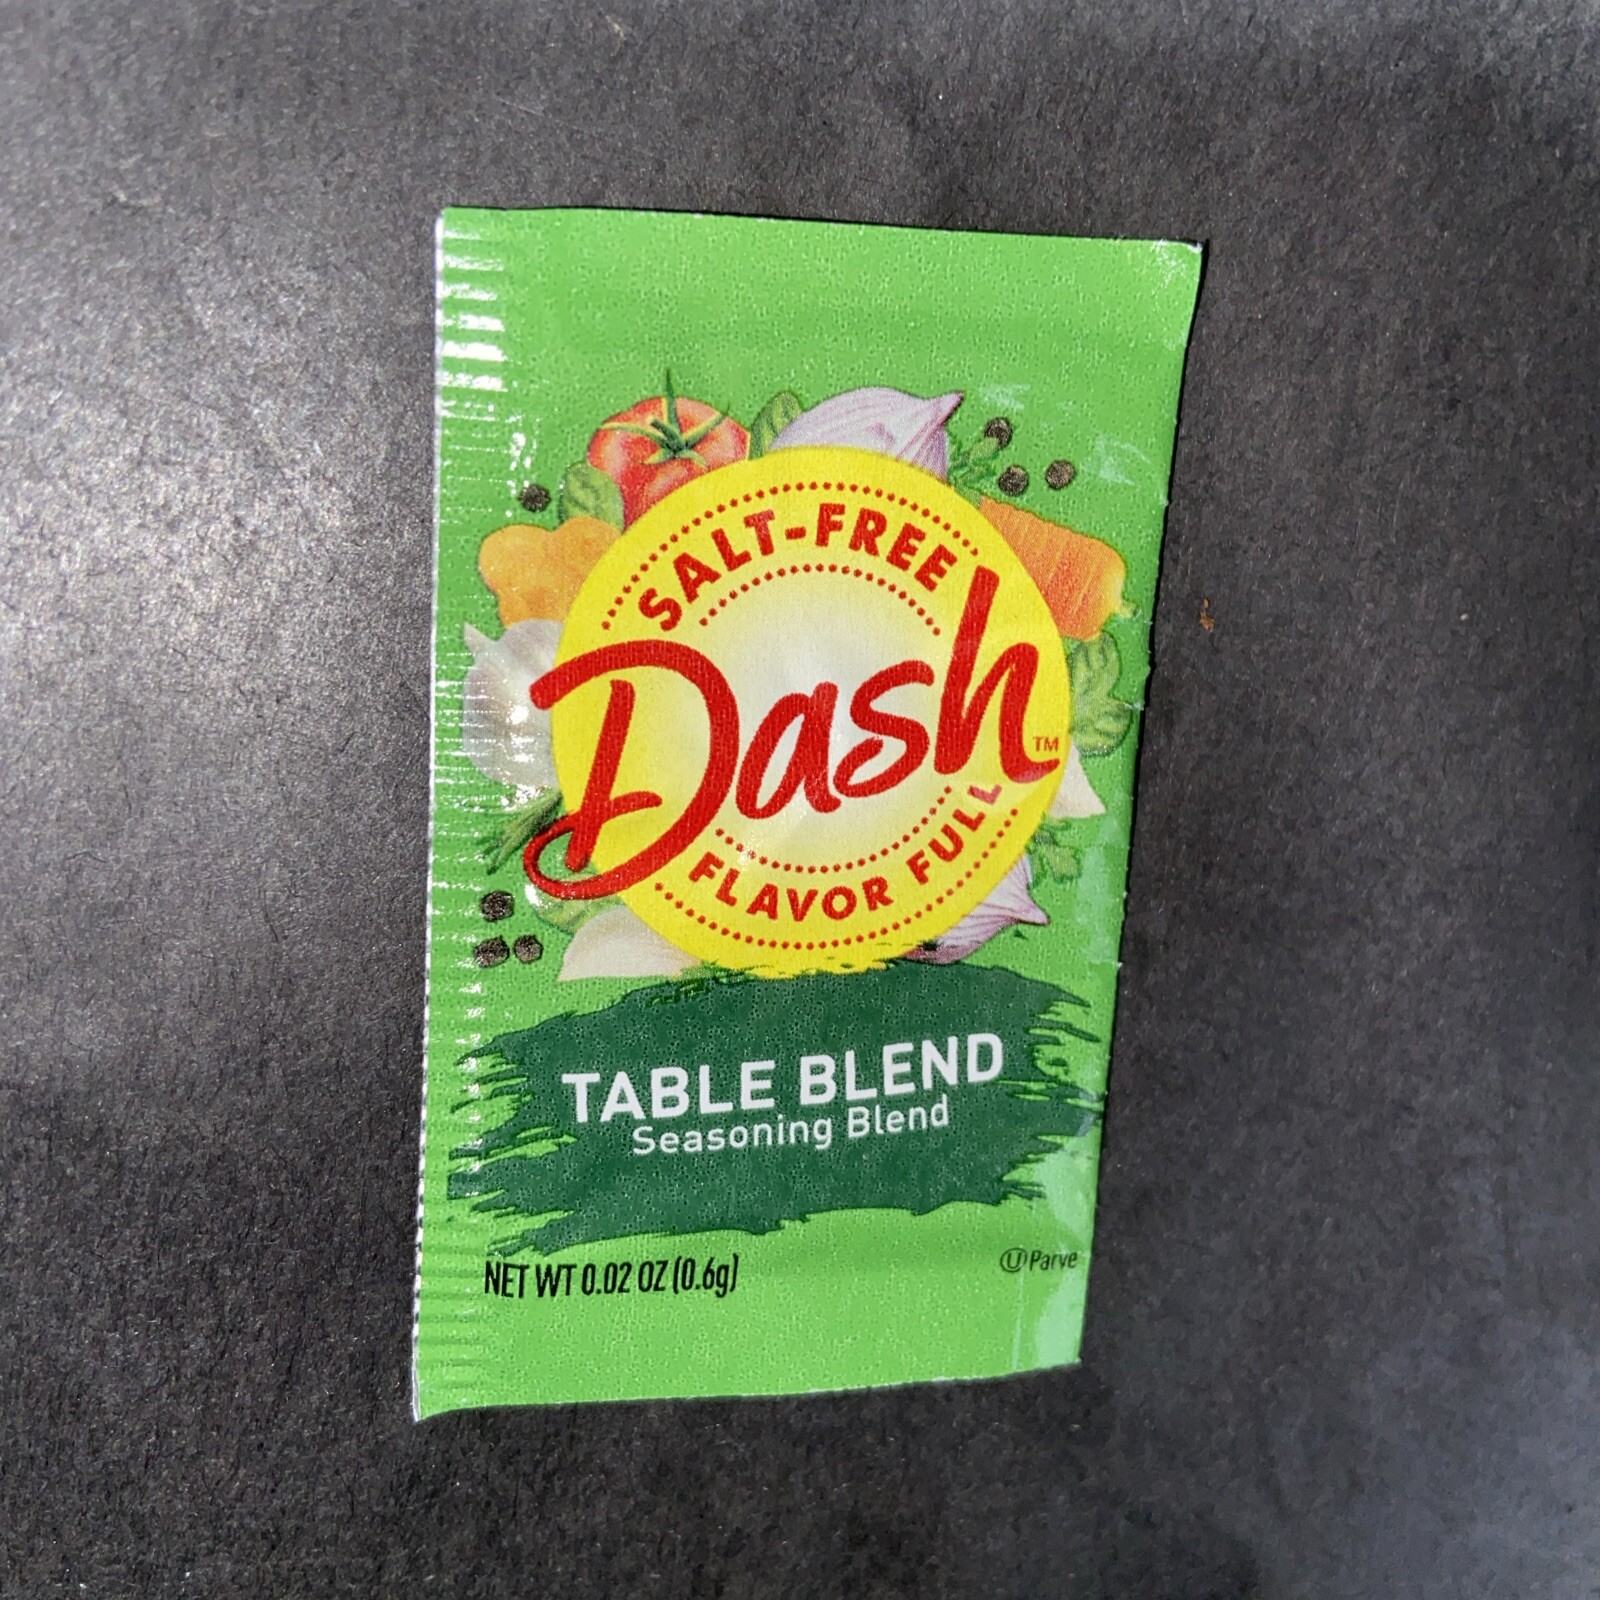 SALT-FREE
Dash™
FLAVOR FULL
TABLE BLEND
Seasoning Blend
NET WT 0.02 OZ (0.6g)
Ⓤ Parve